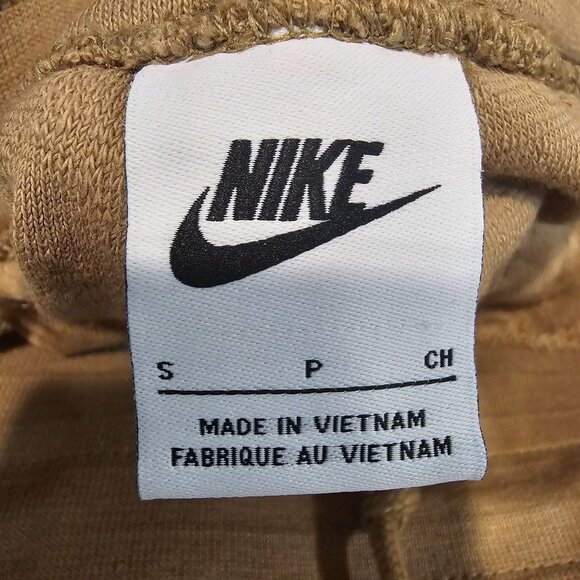 NIKE
S P CH
MADE IN VIETNAM
FABRIQUE AU VIETNAM